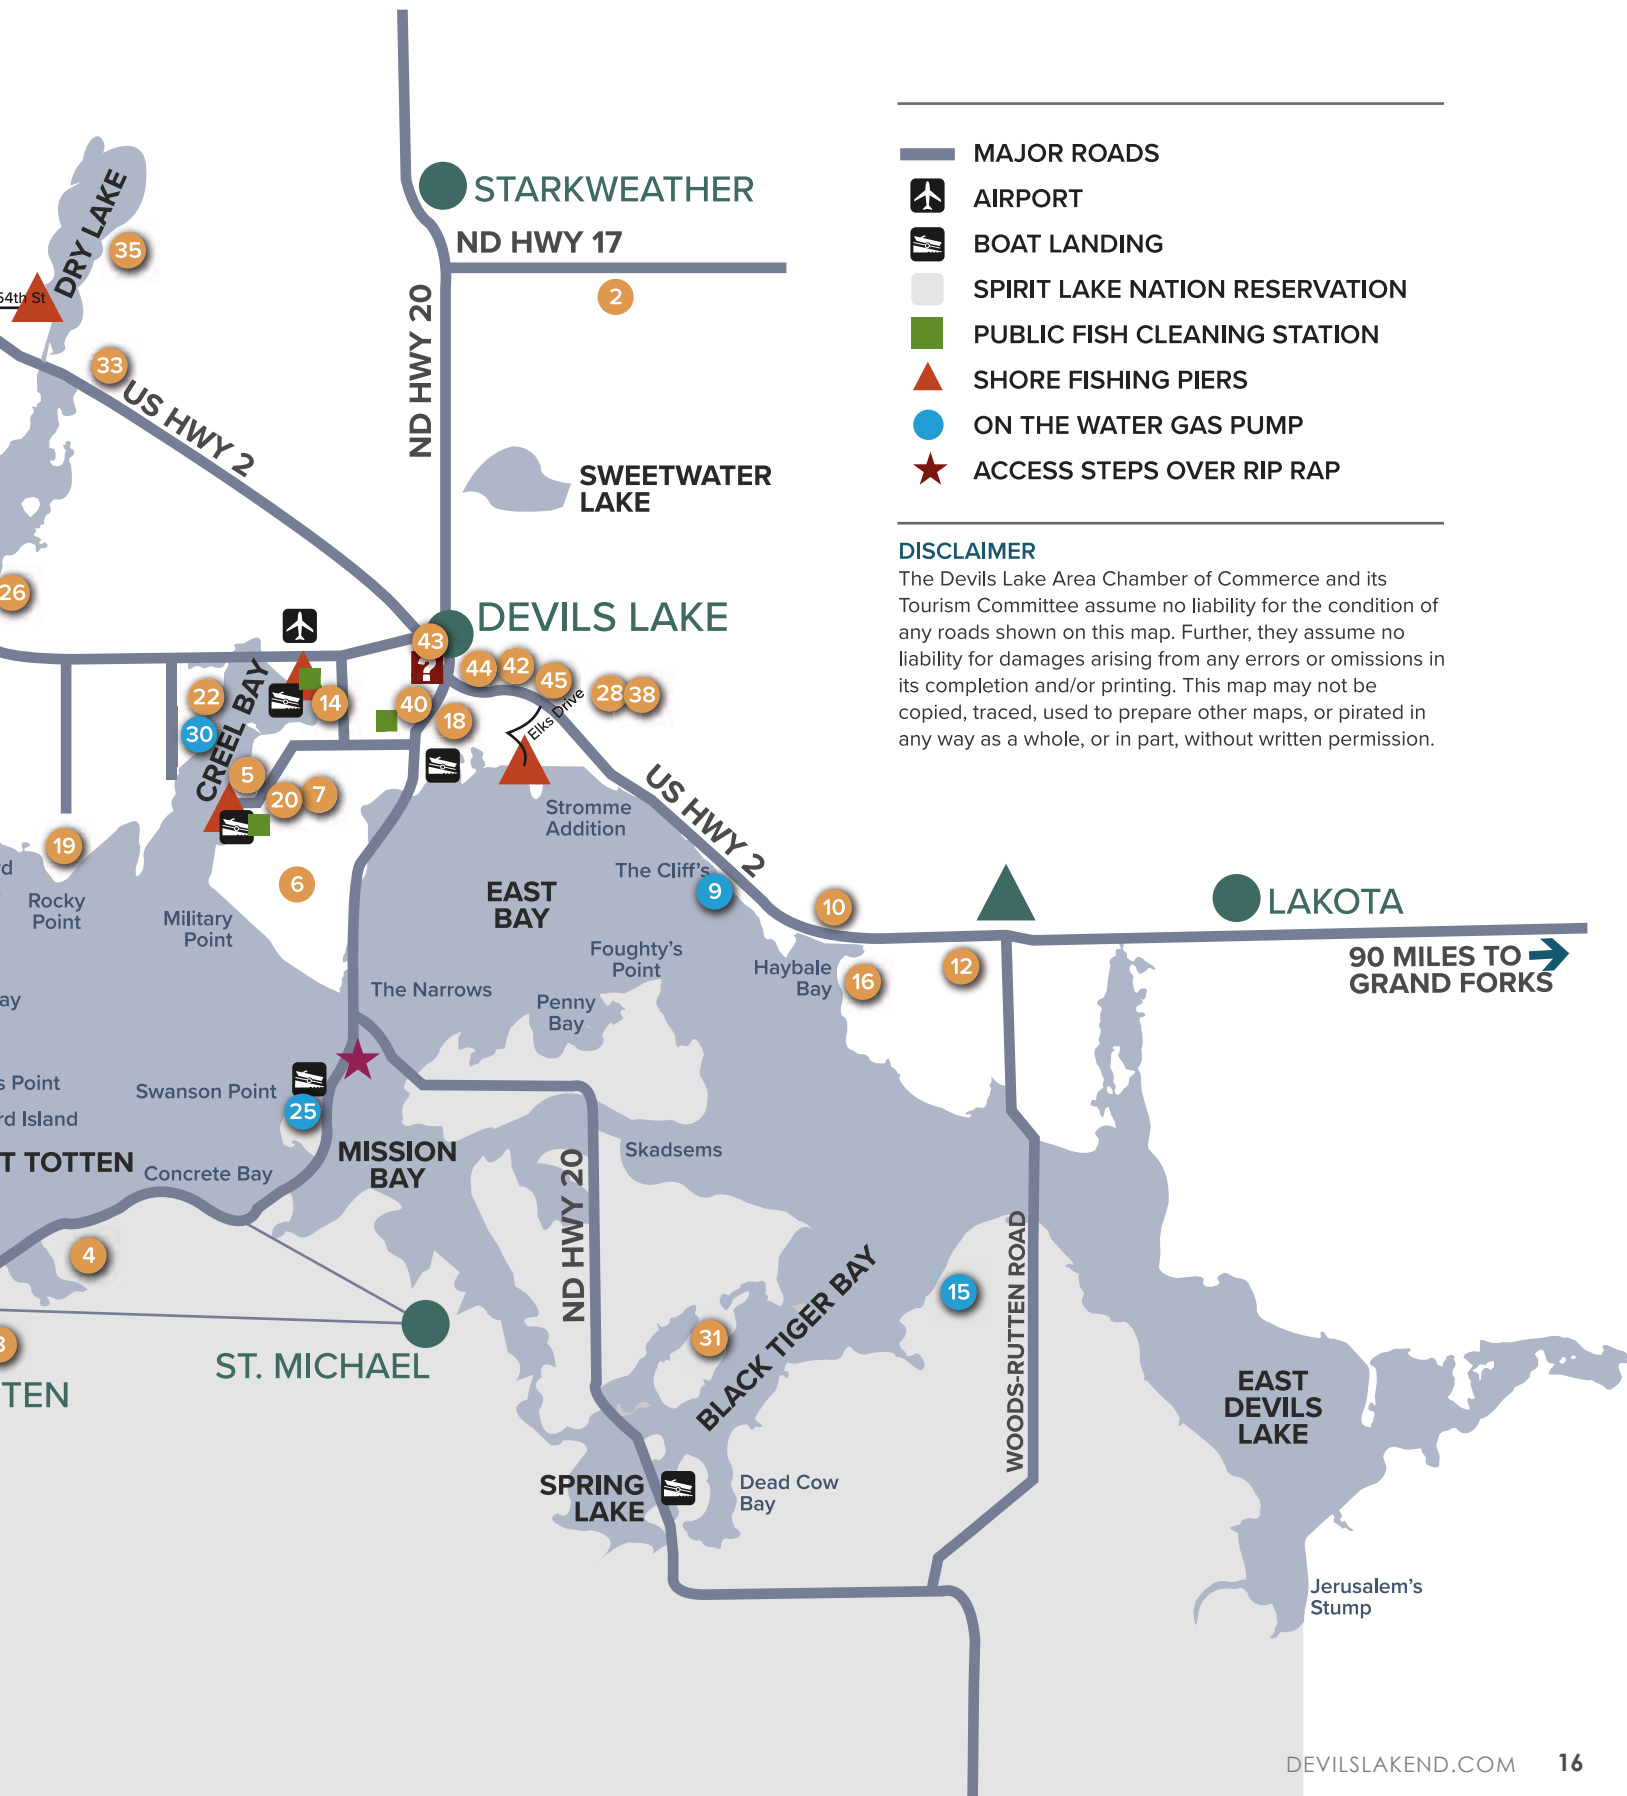 STARKWEATHER
ND HWY 17
2
ND HWY 20
DRY LAKE
35
54th St
33
US HWY 2
SWEETWATER
LAKE
26
DEVILS LAKE
43
?
44
42
45
28
38
Elks Drive
40
18
22
14
30
CREEL BAY
5
20
7
19
6
Stromme
Addition
US HWY 2
The Cliff's
9
10
EAST
BAY
Rocky
Point
Military
Point
Foughty's
Point
Haybale
Bay
16
12
LAKOTA
90 MILES TO
GRAND FORKS
The Narrows
Penny
Bay
ay
s Point
rd
rd Island
Swanson Point
25
T TOTTEN
Concrete Bay
MISSION
BAY
Skadsems
ND HWY 20
4
3
TEN
ST. MICHAEL
31
BLACK TIGER BAY
15
WOODS-RUTTEN ROAD
EAST
DEVILS
LAKE
SPRING
LAKE
Dead Cow
Bay
Jerusalem's
Stump
MAJOR ROADS
AIRPORT
BOAT LANDING
SPIRIT LAKE NATION RESERVATION
PUBLIC FISH CLEANING STATION
SHORE FISHING PIERS
ON THE WATER GAS PUMP
ACCESS STEPS OVER RIP RAP
DISCLAIMER
The Devils Lake Area Chamber of Commerce and its
Tourism Committee assume no liability for the condition of
any roads shown on this map. Further, they assume no
liability for damages arising from any errors or omissions in
its completion and/or printing. This map may not be
copied, traced, used to prepare other maps, or pirated in
any way as a whole, or in part, without written permission.
DEVILSLAKEND.COM 16